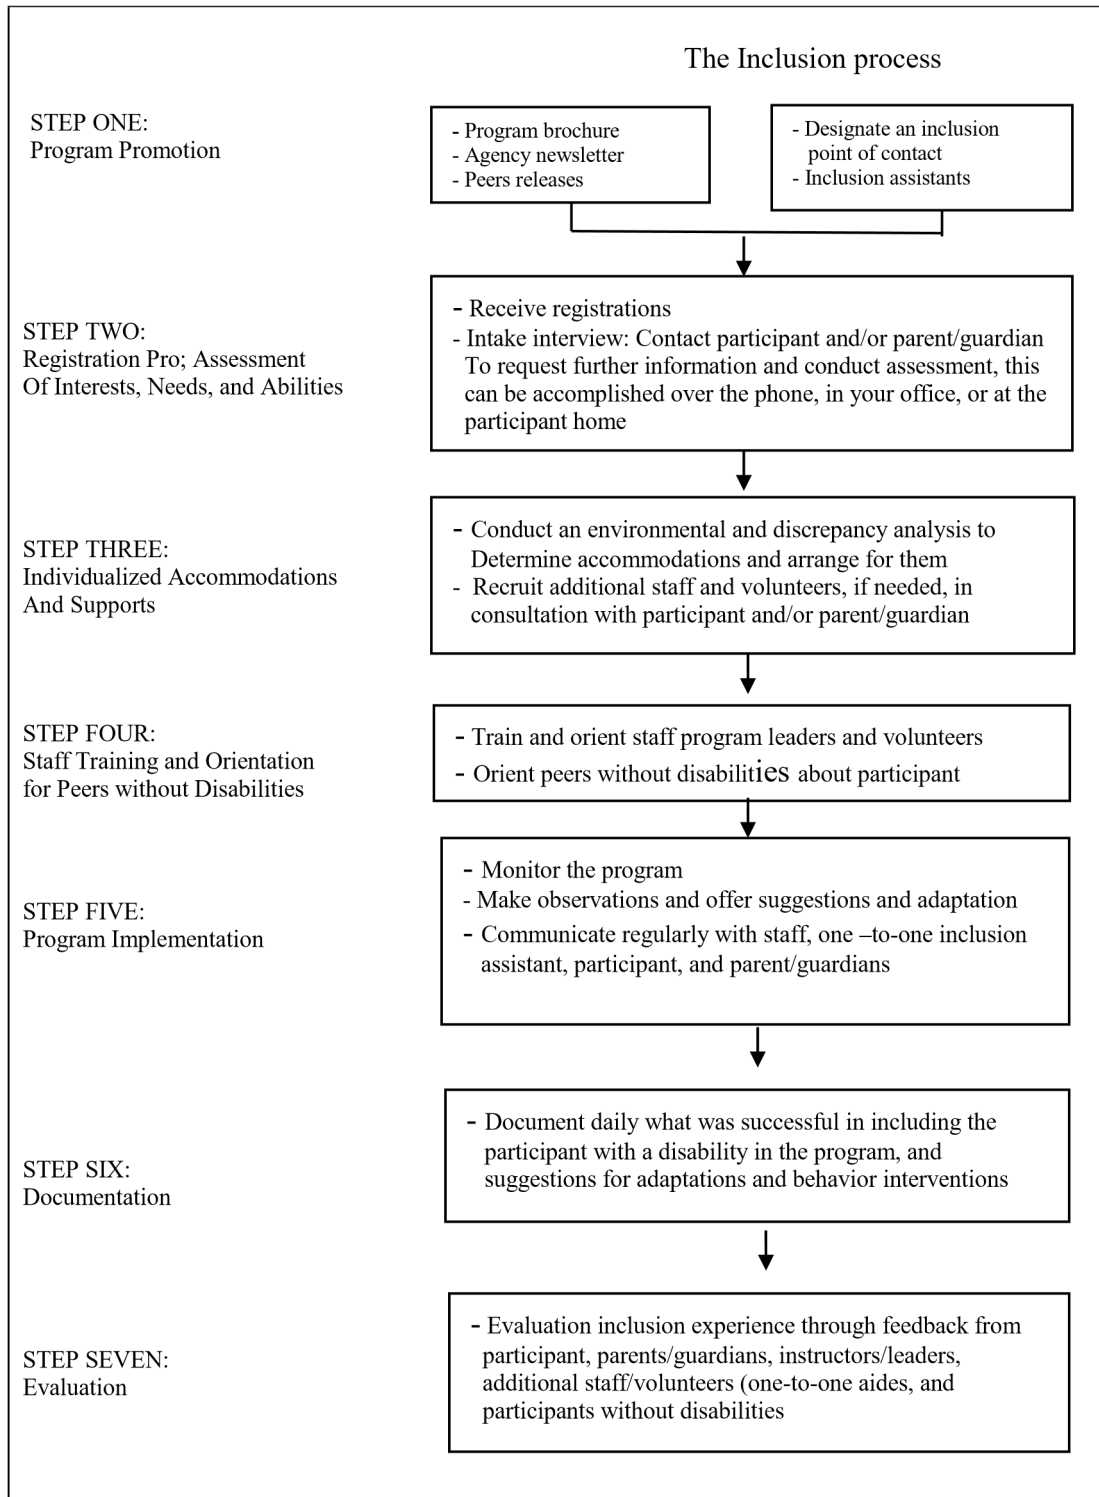 The Inclusion process
STEP ONE:
Program Promotion
- Program brochure
- Agency newsletter
- Peers releases
- Designate an inclusion
point of contact
- Inclusion assistants
STEP TWO:
Registration Pro; Assessment
Of Interests, Needs, and Abilities
- Receive registrations
- Intake interview: Contact participant and/or parent/guardian
To request further information and conduct assessment, this
can be accomplished over the phone, in your office, or at the
participant home
STEP THREE:
Individualized Accommodations
And Supports
- Conduct an environmental and discrepancy analysis to
Determine accommodations and arrange for them
- Recruit additional staff and volunteers, if needed, in
consultation with participant and/or parent/guardian
STEP FOUR:
Staff Training and Orientation
for Peers without Disabilities
- Train and orient staff program leaders and volunteers
- Orient peers without disabilities about participant
STEP FIVE:
Program Implementation
- Monitor the program
- Make observations and offer suggestions and adaptation
- Communicate regularly with staff, one –to-one inclusion
assistant, participant, and parent/guardians
STEP SIX:
Documentation
- Document daily what was successful in including the
participant with a disability in the program, and
suggestions for adaptations and behavior interventions
STEP SEVEN:
Evaluation
- Evaluation inclusion experience through feedback from
participant, parents/guardians, instructors/leaders,
additional staff/volunteers (one-to-one aides, and
participants without disabilities